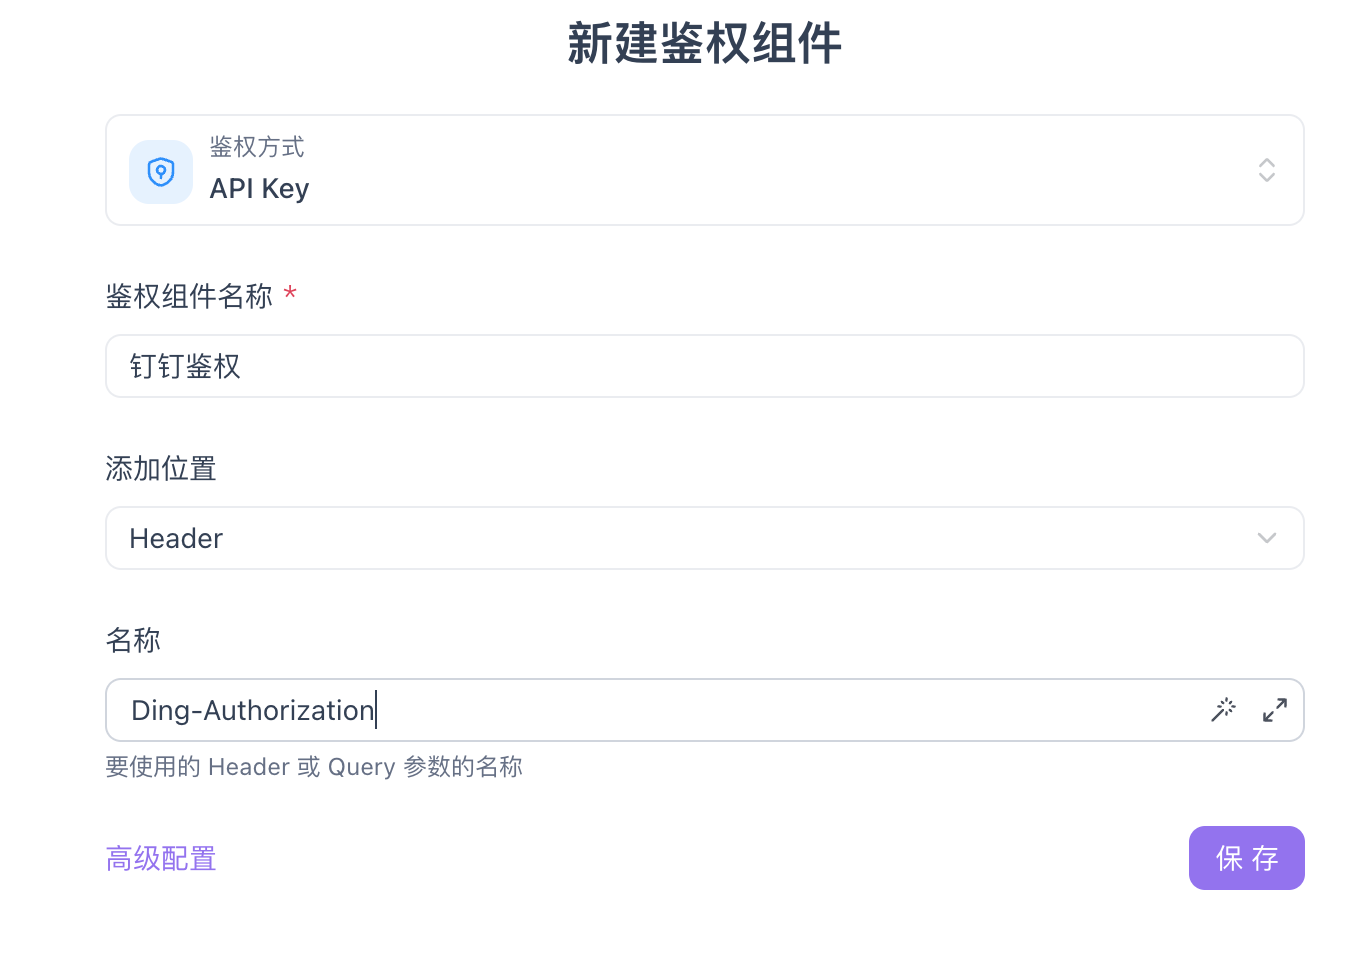 新建鉴权组件
鉴权方式
API Key
鉴权组件名称 *
钉钉鉴权
添加位置
Header
名称
Ding-Authorization
要使用的 Header 或 Query 参数的名称
高级配置
保 存